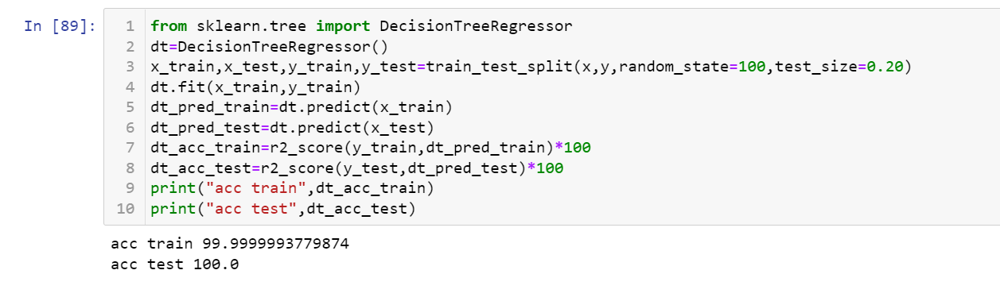 In [89]:
1 from sklearn.tree import DecisionTreeRegressor
2 dt=DecisionTreeRegressor()
3 x_train,x_test,y_train,y_test=train_test_split(x,y,random_state=100,test_size=0.20)
4 dt.fit(x_train,y_train)
5 dt_pred_train=dt.predict(x_train)
6 dt_pred_test=dt.predict(x_test)
7 dt_acc_train=r2_score(y_train,dt_pred_train)*100
8 dt_acc_test=r2_score(y_test,dt_pred_test)*100
9 print("acc train",dt_acc_train)
10 print("acc test",dt_acc_test)
acc train 99.9999993779874
acc test 100.0